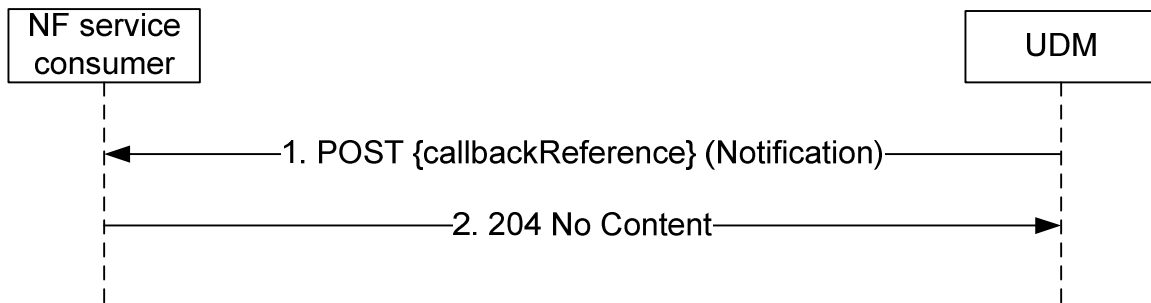 NF service
consumer
UDM
1. POST {callbackReference} (Notification)
2. 204 No Content